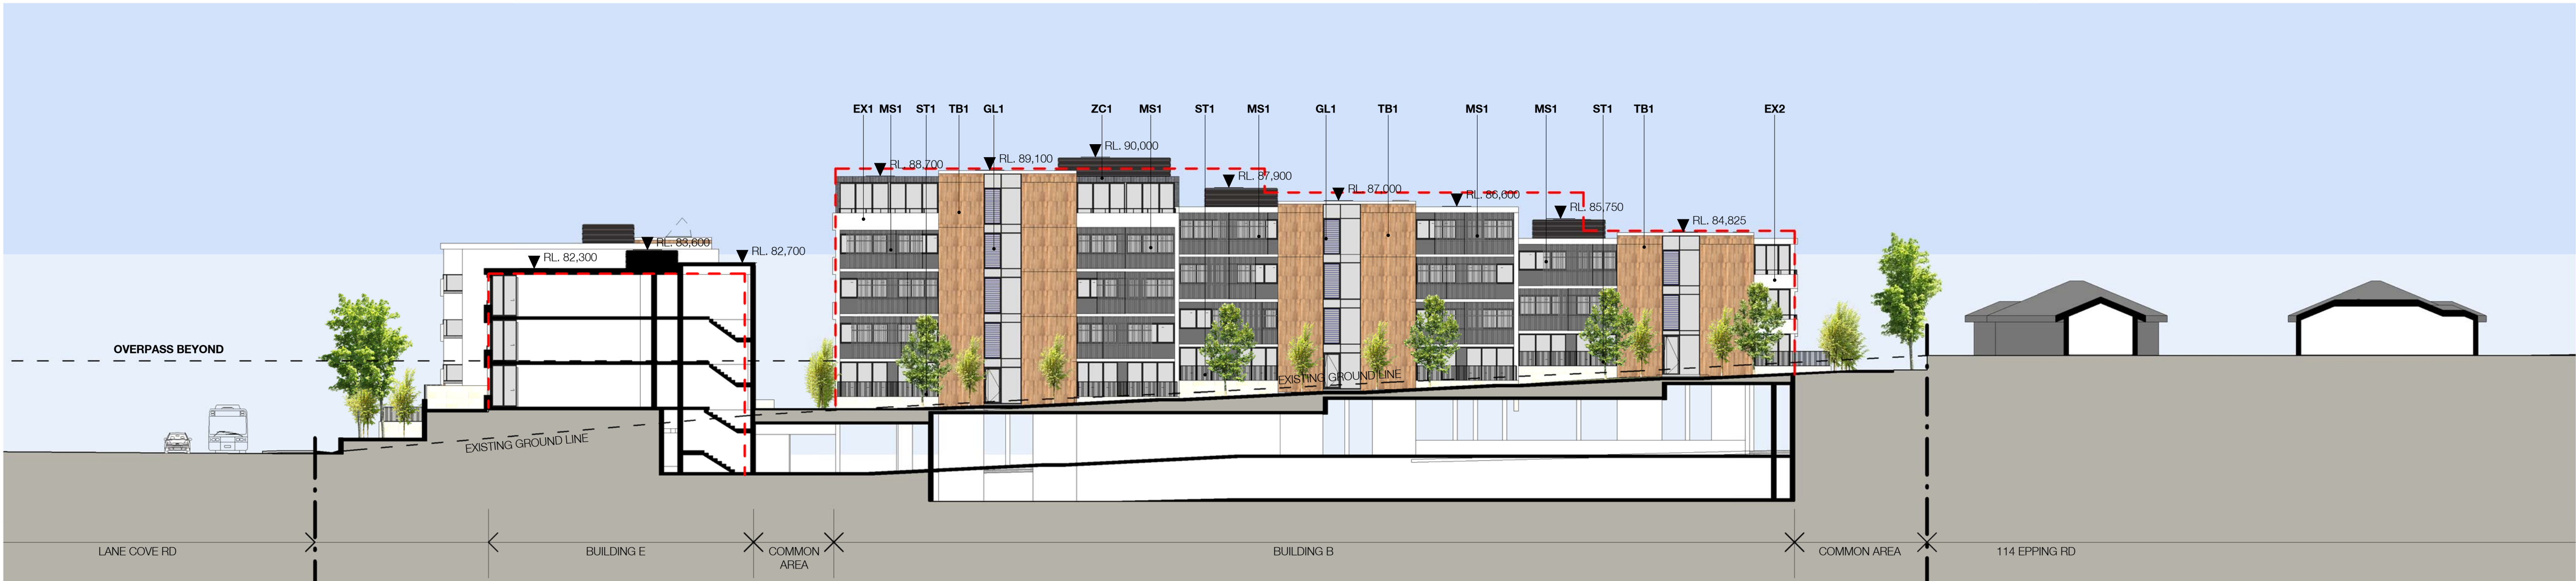 EX1 MS1 ST1 TB1 GL1 ZC1 MS1 ST1 MS1 GL1 TB1 MS1 MS1 ST1 TB1 EX2
RL. 90,000
RL. 88,700
RL. 89,100
RL. 87,900
RL. 87,000
RL. 86,600
RL. 85,750
RL. 84,825
RL. 83,600
RL. 82,300
RL. 82,700
OVERPASS BEYOND
EXISTING GROUND LINE
EXISTING GROUND LINE
LANE COVE RD
BUILDING E
COMMON
AREA
BUILDING B
COMMON AREA
114 EPPING RD